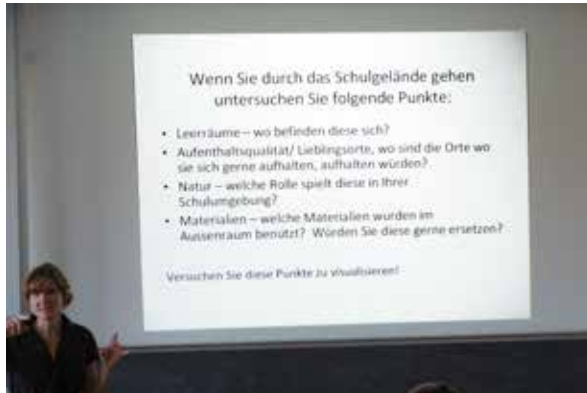 Wenn Sie durch das Schulgelände gehen
untersuchen Sie folgende Punkte:
• Leerräume – wo befinden diese sich?
• Aufenthaltsqualität/ Lieblingsorte, wo sind die Orte wo
sie sich gerne aufhalten, aufhalten würden?
• Natur – welche Rolle spielt diese in Ihrer
Schulumgebung?
• Materialien – welche Materialien wurden im
Aussenraum benützt? Würden Sie diese gerne ersetzen?
Versuchen Sie diese Punkte zu visualisieren!